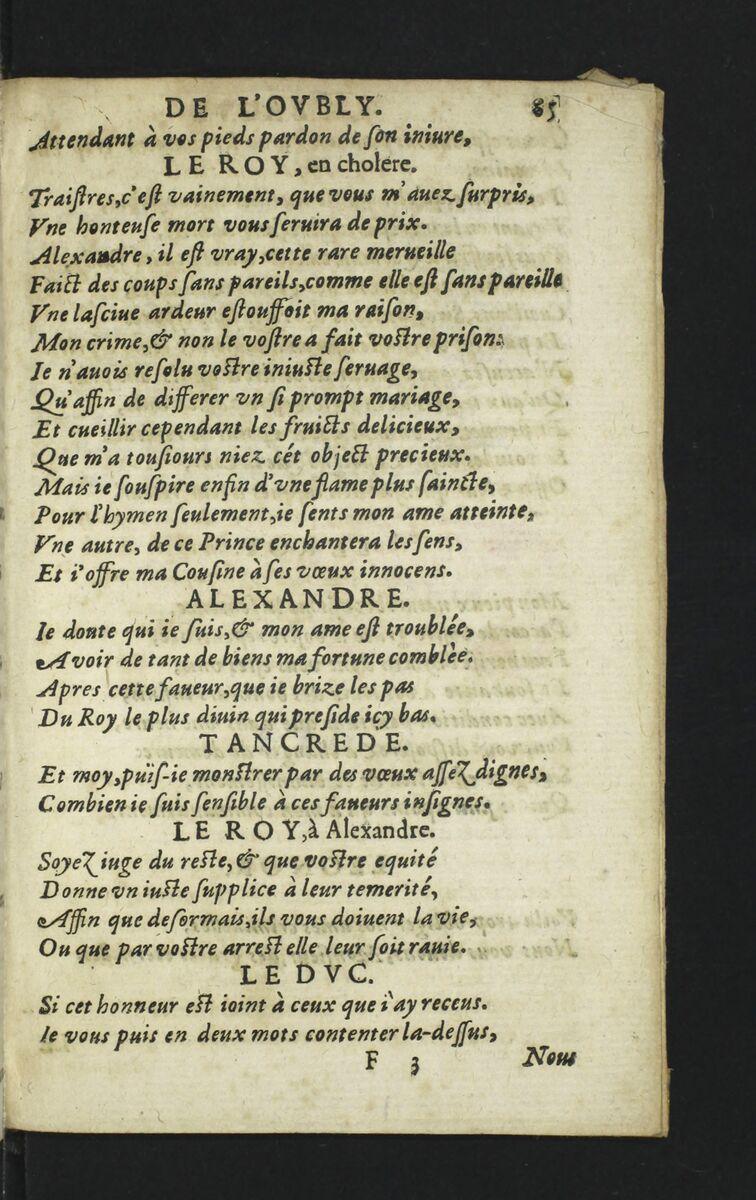 DE L'OVBLY. 85
Attendant à vos pieds pardon de ſon iniure,
LE ROY, en cholere.
Traiſtres, c'eſt vainement, que vous m'auez ſurpris,
Vne honteuſe mort vous ſeruira de prix.
Alexandre, il eſt vray, cette rare merueille
Faict des coups ſans pareils, comme elle eſt ſans pareille
Vne laſciue ardeur eſtouffoit ma raiſon,
Mon crime, & non le voſtre a fait voſtre priſon.
Ie n'auois reſolu voſtre iniuſte ſeruage,
Qu'affin de differer vn ſi prompt mariage,
Et cueillir cependant les fruicts delicieux,
Que m'a touſiours niez cét object precieux.
Mais ie ſouſpire enfin d'vne flame plus ſaincte,
Pour l'hymen ſeulement, ie ſents mon ame atteinte,
Vne autre, de ce Prince enchantera les ſens,
Et i'offre ma Couſine à ſes vœux innocens.
ALEXANDRE.
Ie doute qui ie ſuis, & mon ame eſt troublée,
A voir de tant de biens ma fortune comblèe.
Apres cette faueur, que ie brize les pas
Du Roy le plus diuin qui preſide icy bas.
TANCREDE.
Et moy, puïſ-ie monſtrer par des vœux aſſeZ dignes,
Combien ie ſuis ſenſible à ces faueurs inſignes.
LE ROY, à Alexandre.
SoyeZ iuge du reſte, & que voſtre equité
Donne vn iuſte ſupplice à leur temerité,
Affin que deſormais, ils vous doiuent la vie,
Ou que par voſtre arreſt elle leur ſoit rauie.
LE DVC.
Si cet honneur eſt ioint à ceux que i'ay receus.
Ie vous puis en deux mots contenter la-deſſus,
F 3 Nous